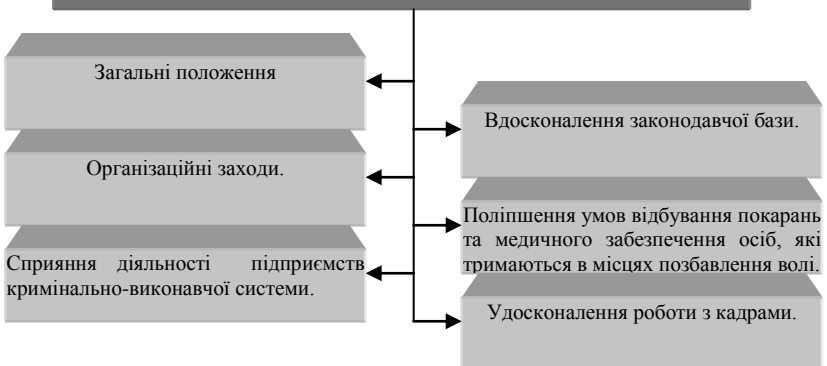 Загальні положення
Вдосконалення законодавчої бази.
Організаційні заходи.
Поліпшення умов відбування покарань
та медичного забезпечення осіб, які
тримаються в місцях позбавлення волі.
Сприяння діяльності підприємств
кримінально-виконавчої системи.
Удосконалення роботи з кадрами.